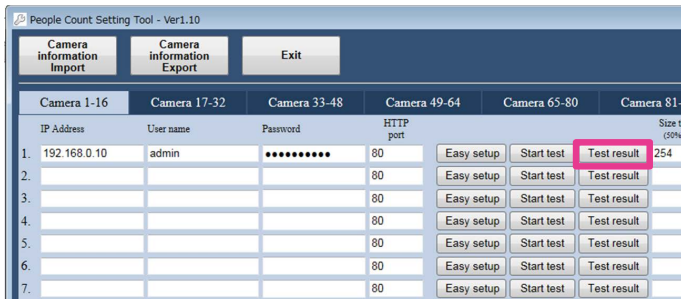 People Count Setting Tool - Ver1.10
Camera information Import
Camera information Export
Exit
Camera 1-16 Camera 17-32 Camera 33-48 Camera 49-64 Camera 65-80 Camera 81-
IP Address User name Password HTTP port Size t (50%
1. 192.168.0.10 admin ●●●●●●●●●● 80 Easy setup Start test Test result 254
2. 80 Easy setup Start test Test result
3. 80 Easy setup Start test Test result
4. 80 Easy setup Start test Test result
5. 80 Easy setup Start test Test result
6. 80 Easy setup Start test Test result
7. 80 Easy setup Start test Test result